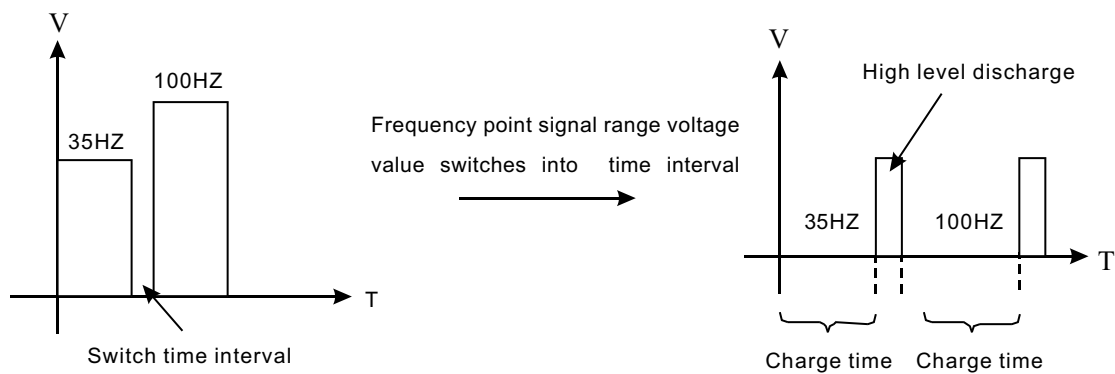 V
100HZ
35HZ
T
Switch time interval
Frequency point signal range voltage
value switches into time interval
V
High level discharge
35HZ
100HZ
T
Charge time
Charge time